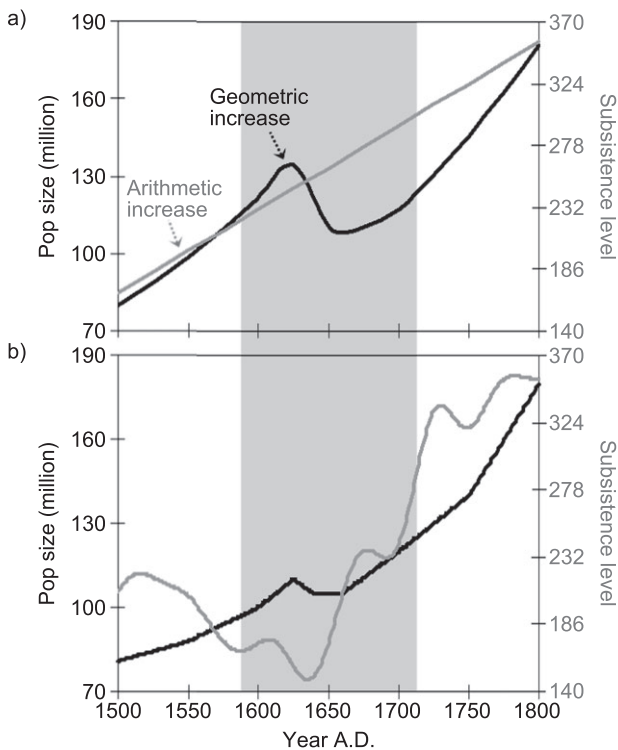 a)
190
160
130
100
70
Pop size (million)
Geometric
increase
Arithmetic
increase
370
324
278
232
186
140
Subsistence level
b)
190
160
130
100
70
Pop size (million)
370
324
278
232
186
140
Subsistence level
1500 1550 1600 1650 1700 1750 1800
Year A.D.